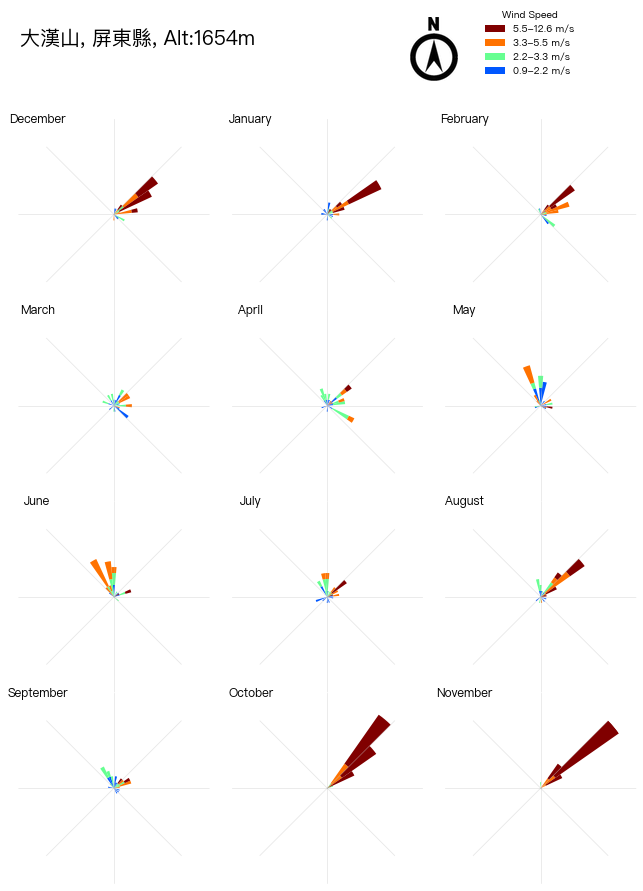 大漢山, 屏東縣, Alt:1654m
N
Wind Speed
5.5–12.6 m/s
3.3–5.5 m/s
2.2–3.3 m/s
0.9–2.2 m/s
December
January
February
March
April
May
June
July
August
September
October
November